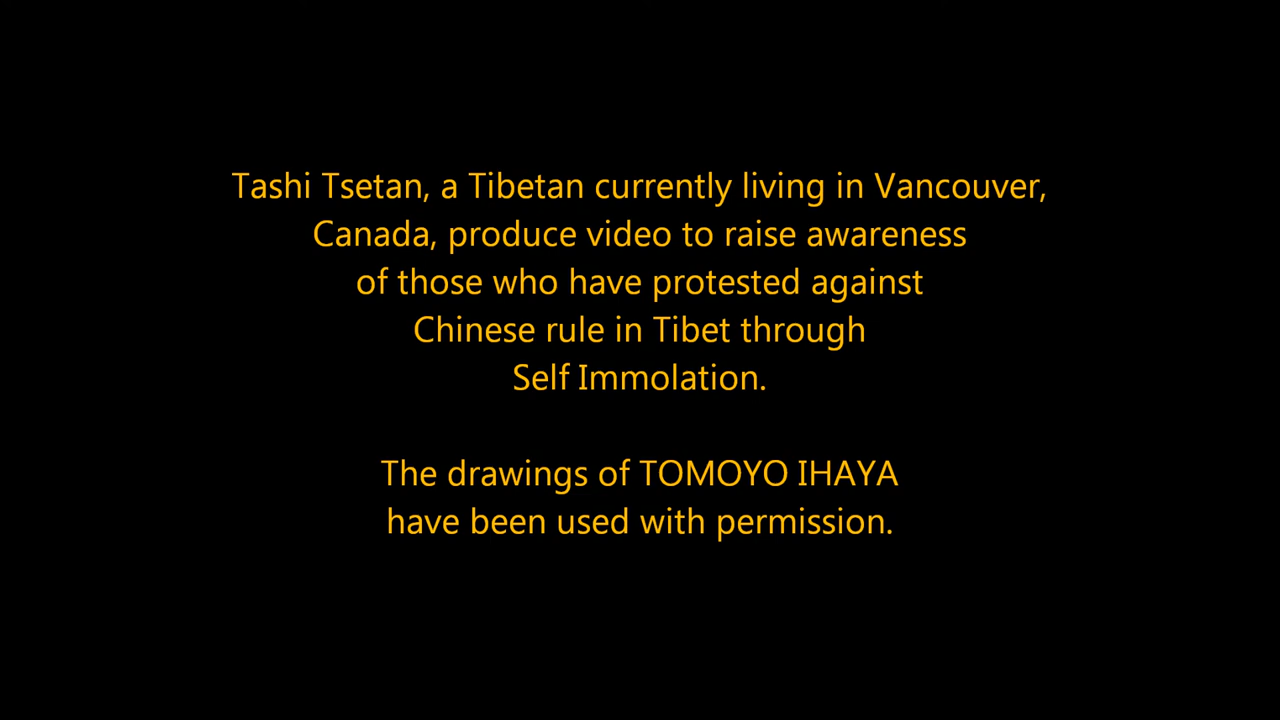 Tashi Tsetan, a Tibetan currently living in Vancouver,
Canada, produce video to raise awareness
of those who have protested against
Chinese rule in Tibet through
Self Immolation.
The drawings of TOMOYO IHAYA
have been used with permission.